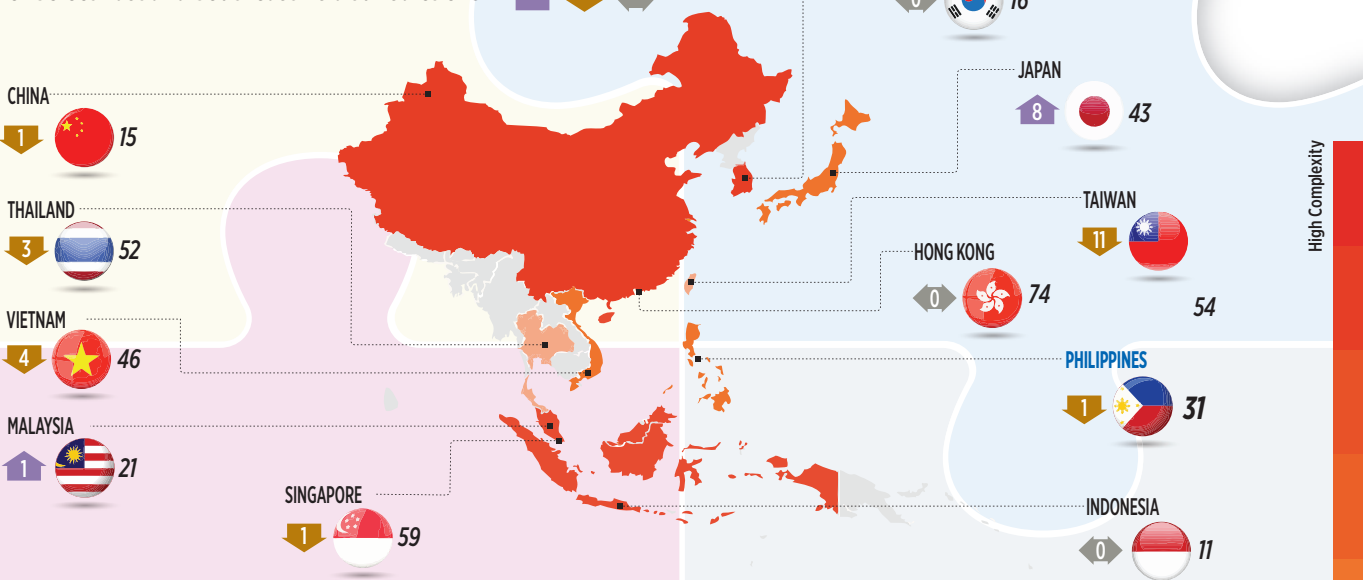 16
JAPAN
8
43
CHINA
1
15
High Complexity
TAIWAN
11
54
THAILAND
3
52
HONG KONG
0
74
VIETNAM
4
46
PHILIPPINES
1
31
MALAYSIA
1
21
SINGAPORE
1
59
INDONESIA
0
11